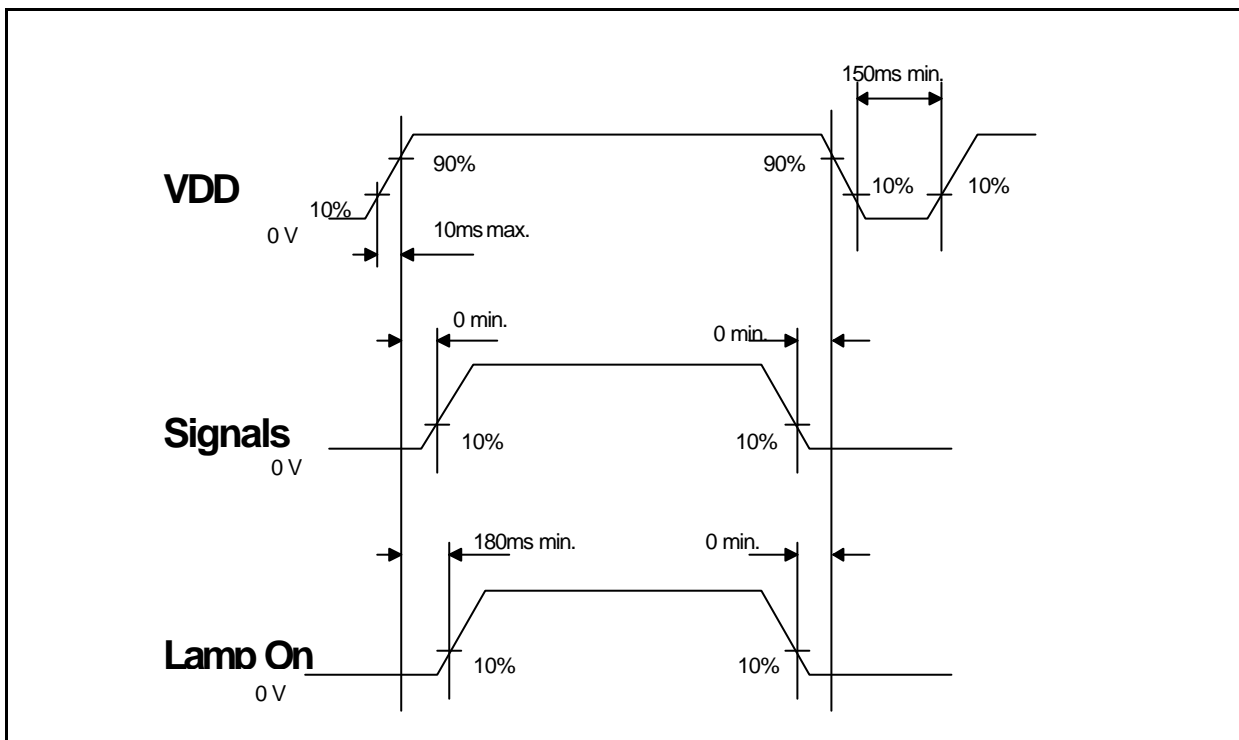 150ms min.
90%
90%
VDD
10%
10%
10%
0 V
10ms max.
0 min.
0 min.
Signals
10%
10%
0 V
180ms min.
0 min.
Lamp On
10%
10%
0 V